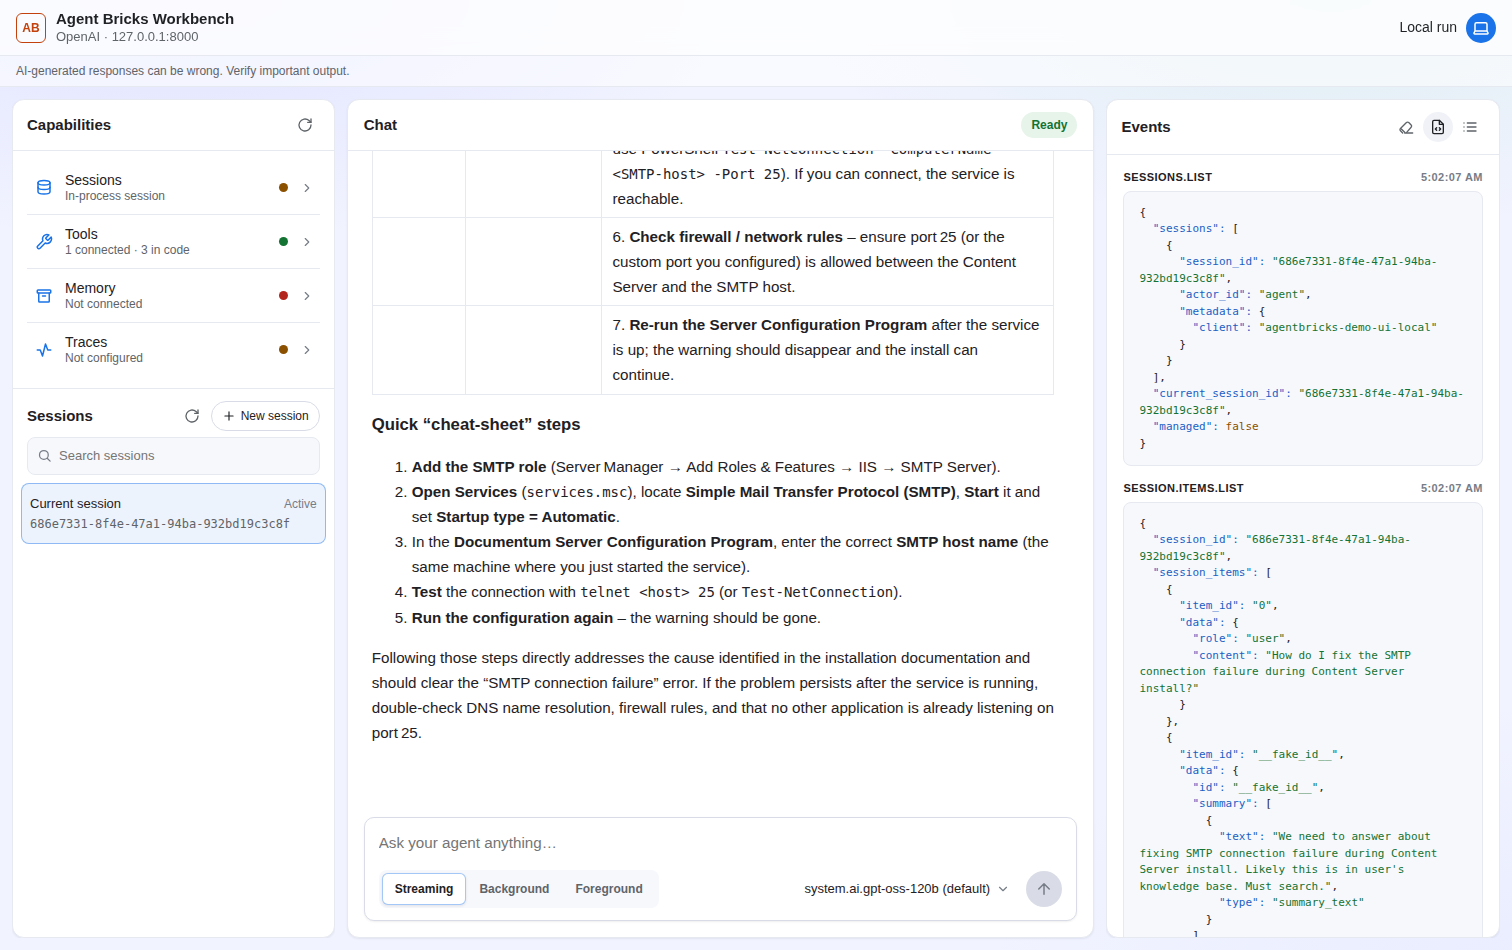 AB
Agent Bricks Workbench
OpenAI · 127.0.0.1:8000
Local run
AI-generated responses can be wrong. Verify important output.
Capabilities
Sessions
In-process session
Tools
1 connected · 3 in code
Memory
Not connected
Traces
Not configured
Sessions
New session
Search sessions
Current session
Active
686e7331-8f4e-47a1-94ba-932bd19c3c8f
Chat
Ready
<SMTP-host> -Port 25). If you can connect, the service is
reachable.
6. Check firewall / network rules – ensure port 25 (or the
custom port you configured) is allowed between the Content
Server and the SMTP host.
7. Re-run the Server Configuration Program after the service
is up; the warning should disappear and the install can
continue.
Quick “cheat-sheet” steps
1. Add the SMTP role (Server Manager → Add Roles & Features → IIS → SMTP Server).
2. Open Services (services.msc), locate Simple Mail Transfer Protocol (SMTP), Start it and
set Startup type = Automatic.
3. In the Documentum Server Configuration Program, enter the correct SMTP host name (the
same machine where you just started the service).
4. Test the connection with telnet <host> 25 (or Test-NetConnection).
5. Run the configuration again – the warning should be gone.
Following those steps directly addresses the cause identified in the installation documentation and
should clear the “SMTP connection failure” error. If the problem persists after the service is running,
double-check DNS name resolution, firewall rules, and that no other application is already listening on
port 25.
Ask your agent anything…
Streaming
Background
Foreground
system.ai.gpt-oss-120b (default)
Events
SESSIONS.LIST
5:02:07 AM
{
"sessions": [
{
"session_id": "686e7331-8f4e-47a1-94ba-
932bd19c3c8f",
"actor_id": "agent",
"metadata": {
"client": "agentbricks-demo-ui-local"
}
}
],
"current_session_id": "686e7331-8f4e-47a1-94ba-
932bd19c3c8f",
"managed": false
}
SESSION.ITEMS.LIST
5:02:07 AM
{
"session_id": "686e7331-8f4e-47a1-94ba-
932bd19c3c8f",
"session_items": [
{
"item_id": "0",
"data": {
"role": "user",
"content": "How do I fix the SMTP
connection failure during Content Server
install?"
}
},
{
"item_id": "__fake_id__",
"data": {
"id": "__fake_id__",
"summary": [
{
"text": "We need to answer about
fixing SMTP connection failure during Content
Server install. Likely this is in user's
knowledge base. Must search.",
"type": "summary_text"
}
]